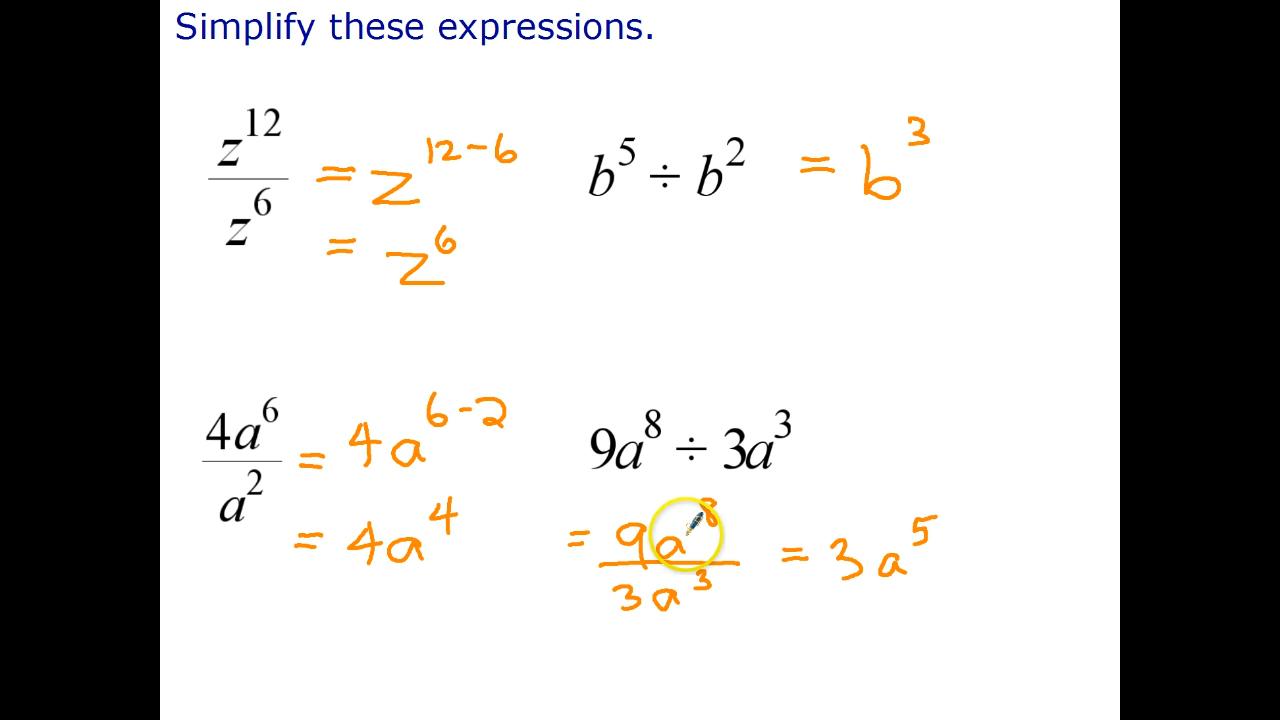 Simplify these expressions.
z^12 / z^6 = z^(12-6)
= z^6
b^5 ÷ b^2 = b^3
4a^6 / a^2 = 4a^(6-2)
= 4a^4
9a^8 ÷ 3a^3
= 9a^8 / 3a^3 = 3a^5